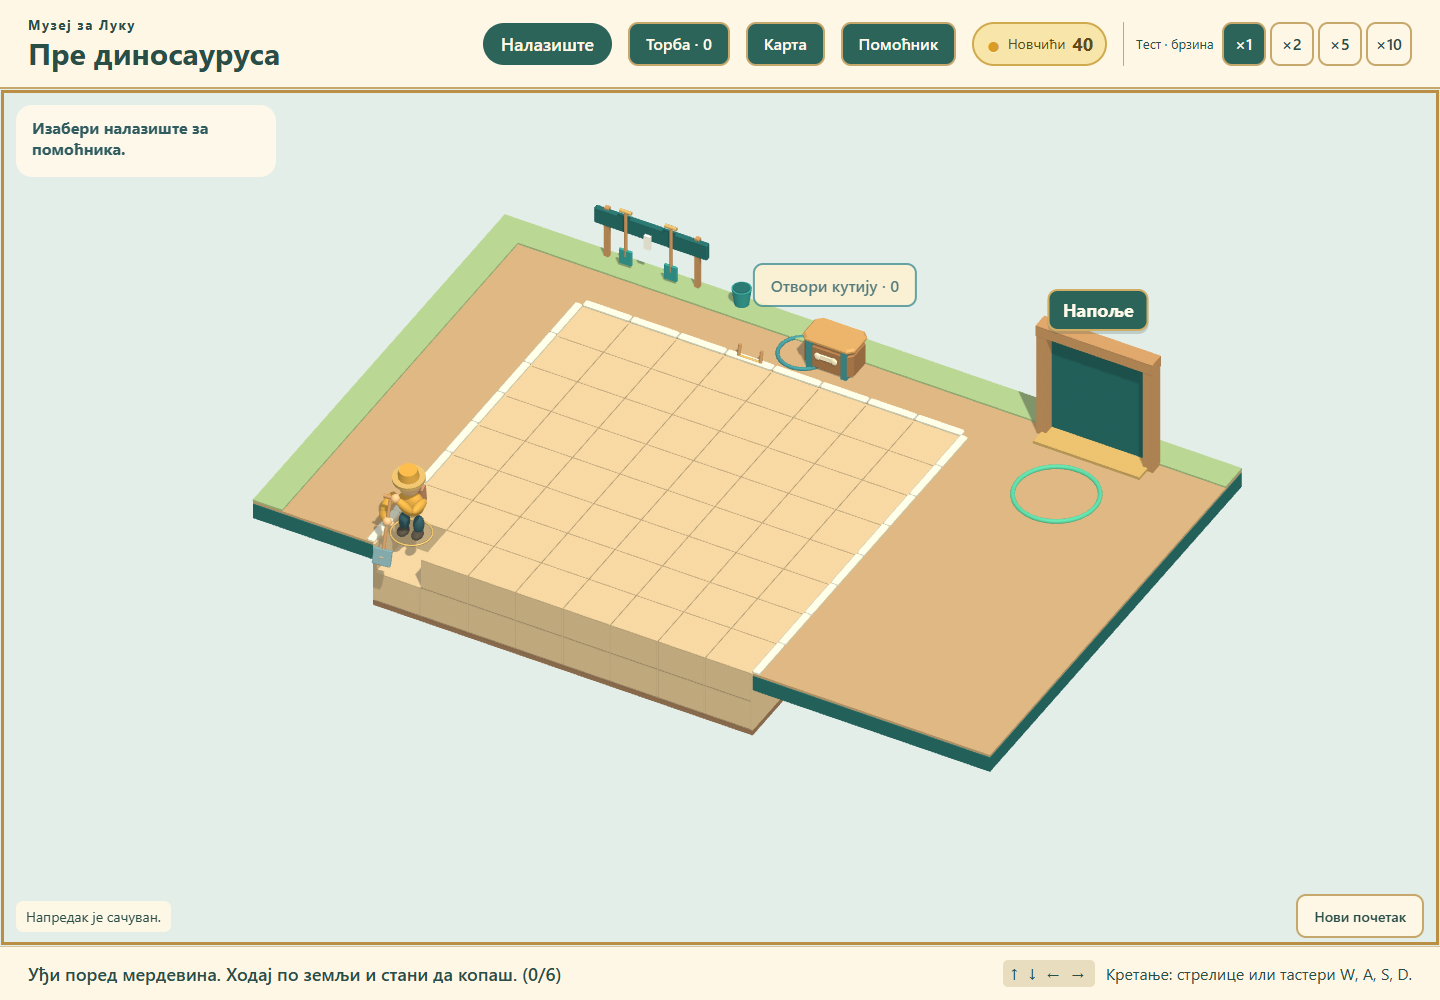 Музеј за Луку
Пре диносауруса
Налазиште
Торба · 0
Карта
Помоћник
Новчићи 40
Тест · брзина
×1
×2
×5
×10
Изабери налазиште за
помоћника.
Отвори кутију · 0
Напоље
Напредак је сачуван.
Нови почетак
Уђи поред мердевина. Ходај по земљи и стани да копаш. (0/6)
↑ ↓ ← →
Кретање: стрелице или тастери W, A, S, D.